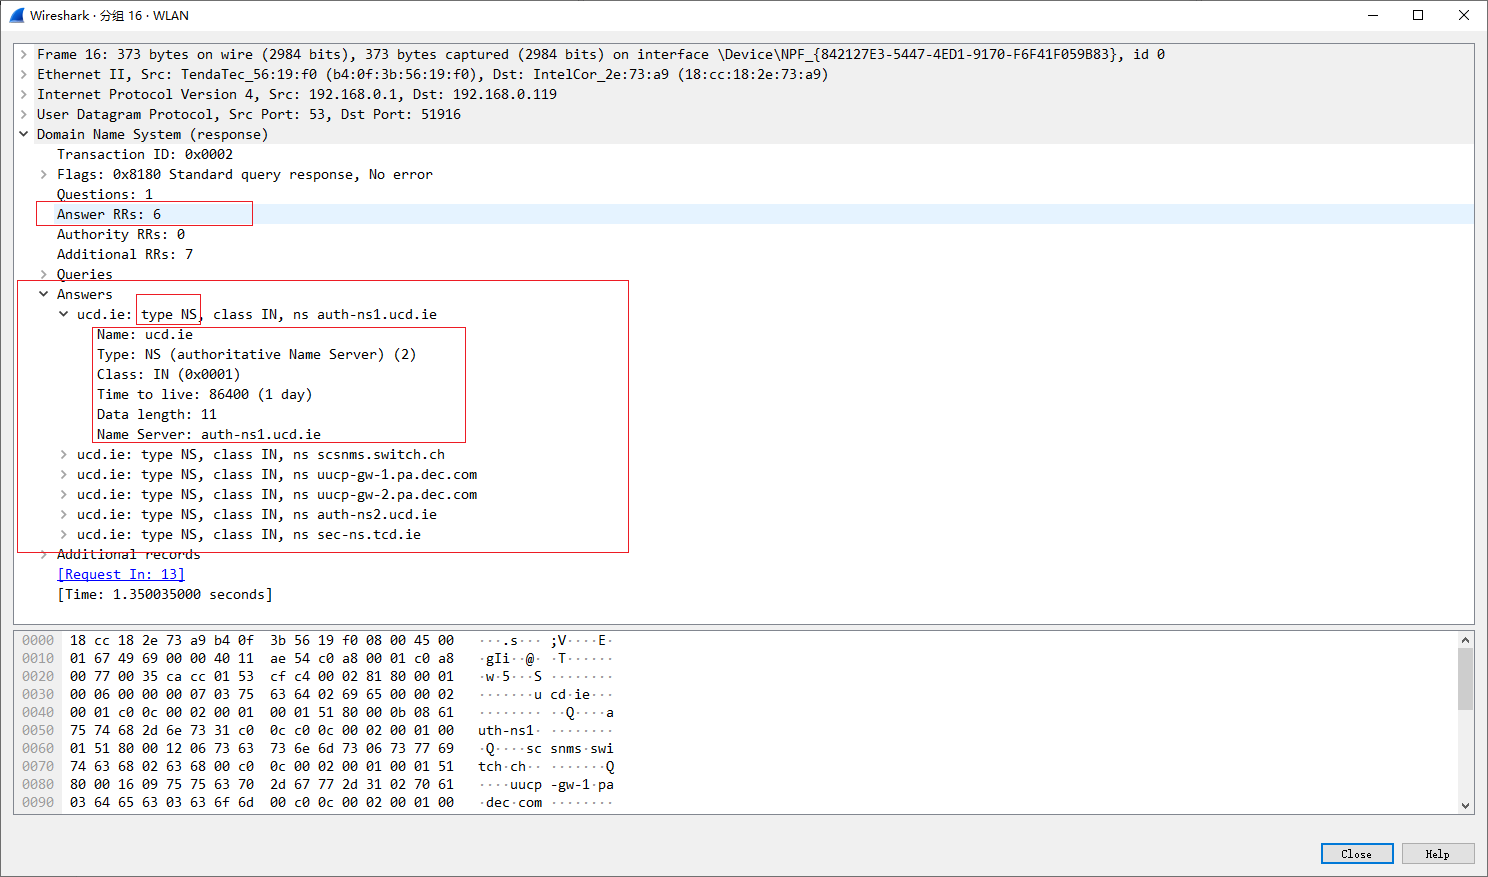 Wireshark · 分组 16 · WLAN
Frame 16: 373 bytes on wire (2984 bits), 373 bytes captured (2984 bits) on interface \Device\NPF_{842127E3-5447-4ED1-9170-F6F41F059B83}, id 0
Ethernet II, Src: TendaTec_56:19:f0 (b4:0f:3b:56:19:f0), Dst: IntelCor_2e:73:a9 (18:cc:18:2e:73:a9)
Internet Protocol Version 4, Src: 192.168.0.1, Dst: 192.168.0.119
User Datagram Protocol, Src Port: 53, Dst Port: 51916
Domain Name System (response)
Transaction ID: 0x0002
Flags: 0x8180 Standard query response, No error
Questions: 1
Answer RRs: 6
Authority RRs: 0
Additional RRs: 7
Queries
Answers
ucd.ie: type NS, class IN, ns auth-ns1.ucd.ie
Name: ucd.ie
Type: NS (authoritative Name Server) (2)
Class: IN (0x0001)
Time to live: 86400 (1 day)
Data length: 11
Name Server: auth-ns1.ucd.ie
ucd.ie: type NS, class IN, ns scsnms.switch.ch
ucd.ie: type NS, class IN, ns uucp-gw-1.pa.dec.com
ucd.ie: type NS, class IN, ns uucp-gw-2.pa.dec.com
ucd.ie: type NS, class IN, ns auth-ns2.ucd.ie
ucd.ie: type NS, class IN, ns sec-ns.tcd.ie
Additional records
[Request In: 13]
[Time: 1.350035000 seconds]
0000 18 cc 18 2e 73 a9 b4 0f 3b 56 19 f0 08 00 45 00 ····.s··· ;V····E·
0010 01 67 49 69 00 00 40 11 ae 54 c0 a8 00 01 c0 a8 ·gIi··@· ·T······
0020 00 77 00 35 ca cc 01 53 cf c4 00 02 81 80 00 01 ·w·5···S ········
0030 00 06 00 00 00 07 03 75 63 64 02 69 65 00 00 02 ·······u cd·ie···
0040 00 01 c0 0c 00 02 00 01 00 01 51 80 00 0b 08 61 ········ ··Q····a
0050 75 74 68 2d 6e 73 31 c0 0c c0 0c 00 02 00 01 00 uth-ns1· ········
0060 01 51 80 00 12 06 73 63 73 6e 6d 73 06 73 77 69 ·Q····sc snms·swi
0070 74 63 68 02 63 68 00 c0 0c 00 02 00 01 00 01 51 tch·ch·· ·······Q
0080 80 00 16 09 75 75 63 70 2d 67 77 2d 31 02 70 61 ····uucp -gw-1·pa
0090 03 64 65 63 03 63 6f 6d 00 c0 0c 00 02 00 01 00 ·dec·com ········
Close Help